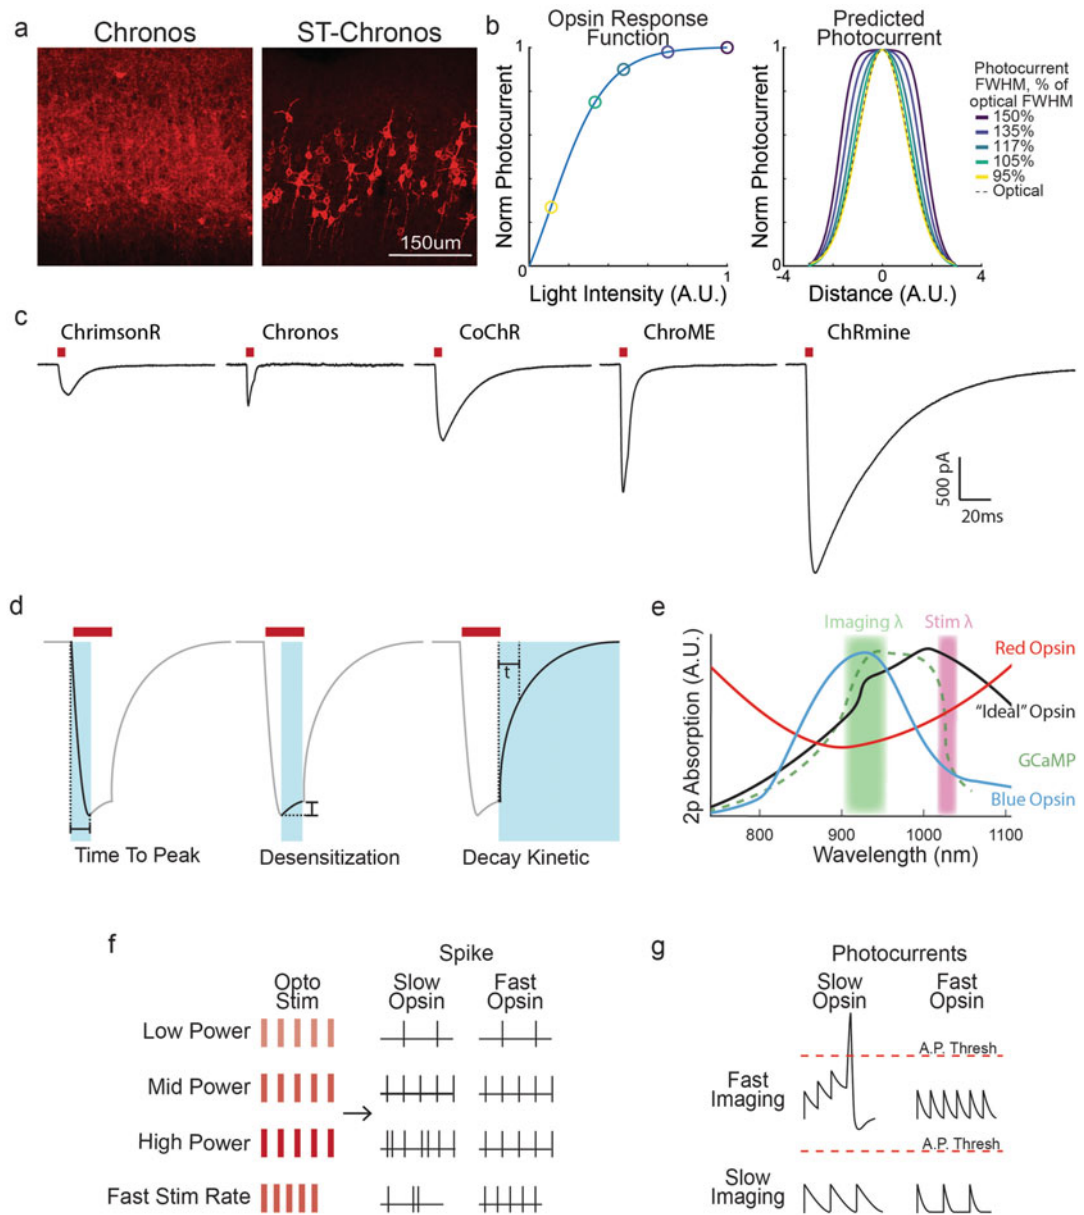 a
Chronos
ST-Chronos
150um
b
Opsin Response
Function
Norm Photocurrent
1
0
1
Light Intensity (A.U.)
Predicted
Photocurrent
Norm Photocurrent
1
0
-4
0
4
Distance (A.U.)
Photocurrent
FWHM, % of
optical FWHM
150%
135%
117%
105%
95%
Optical
c
ChrimsonR
Chronos
CoChR
ChroME
ChRmine
500 pA
20ms
d
Time To Peak
Desensitization
t
Decay Kinetic
e
Imaging λ
Stim λ
2p Absorption (A.U.)
Red Opsin
"Ideal" Opsin
GCaMP
Blue Opsin
800
900
1000
1100
Wavelength (nm)
f
Spike
Opto
Stim
Slow
Opsin
Fast
Opsin
Low Power
Mid Power
High Power
Fast Stim Rate
g
Photocurrents
Slow
Opsin
Fast
Opsin
A.P. Thresh
Fast
Imaging
A.P. Thresh
Slow
Imaging